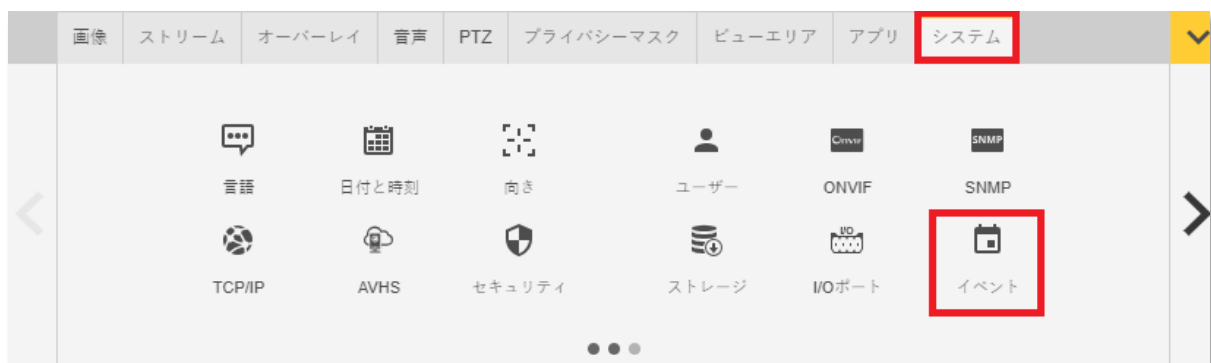 画像 ストリーム オーバーレイ 音声 PTZ プライバシーマスク ビューエリア アプリ システム
Onvif SNMP
言語 日付と時刻 向き ユーザー ONVIF SNMP
I/O
TCP/IP AVHS セキュリティ ストレージ I/Oポート イベント